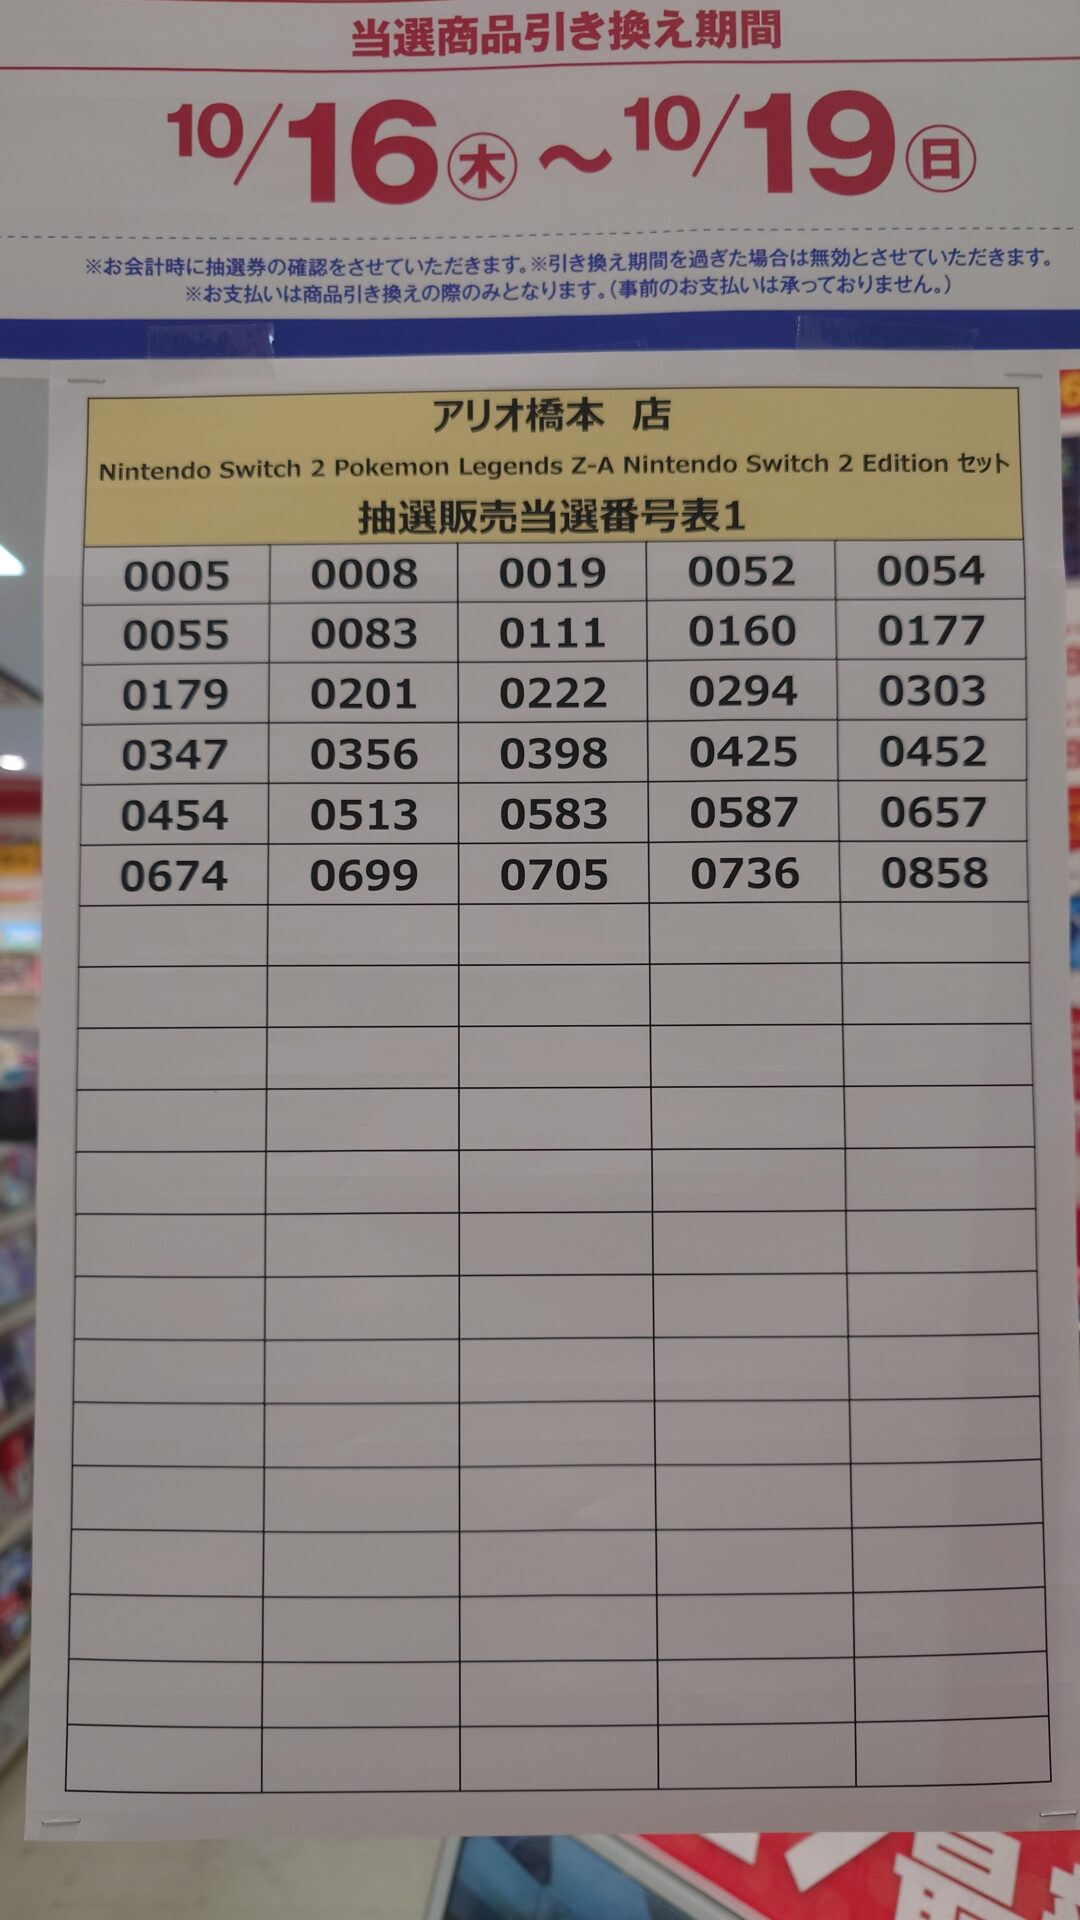 当選商品引き換え期間
10/16㊍～10/19㊐
※お会計時に抽選券の確認をさせていただきます。※引き換え期間を過ぎた場合は無効とさせていただきます。
※お支払いは商品引き換えの際のみとなります。(事前のお支払いは承っておりません。)
アリオ橋本 店
Nintendo Switch 2 Pokemon Legends Z-A Nintendo Switch 2 Edition セット
抽選販売当選番号表1
0005 0008 0019 0052 0054
0055 0083 0111 0160 0177
0179 0201 0222 0294 0303
0347 0356 0398 0425 0452
0454 0513 0583 0587 0657
0674 0699 0705 0736 0858